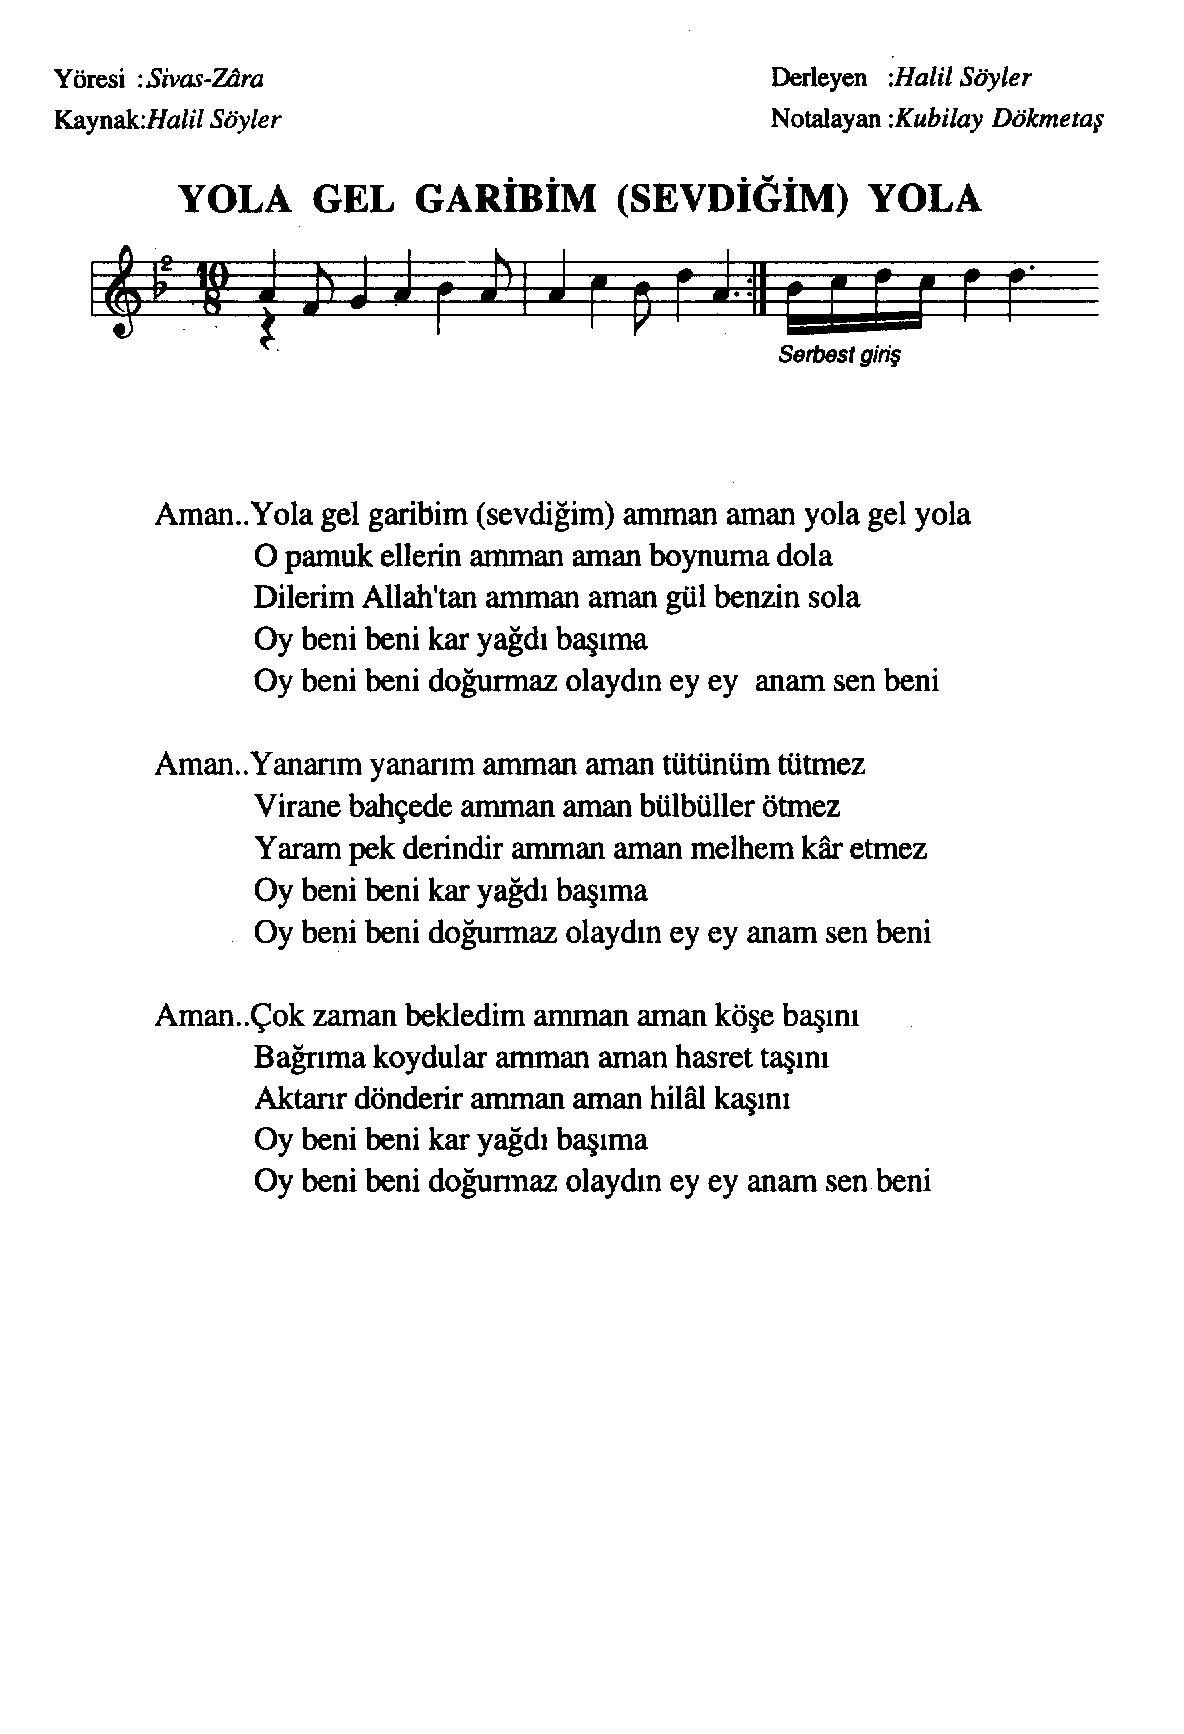 Yöresi :Sivas-Zâra
Kaynak:Halil Söyler
Derleyen :Halil Söyler
Notalayan :Kubilay Dökmetaş
YOLA GEL GARİBİM (SEVDİĞİM) YOLA
2
10
8
Serbest giriş
Aman..Yola gel garibim (sevdiğim) amman aman yola gel yola
O pamuk ellerin amman aman boynuma dola
Dilerim Allah'tan amman aman gül benzin sola
Oy beni beni kar yağdı başıma
Oy beni beni doğurmaz olaydın ey ey anam sen beni
Aman..Yanarım yanarım amman aman tütünüm tütmez
Virane bahçede amman aman bülbüller ötmez
Yaram pek derindir amman aman melhem kâr etmez
Oy beni beni kar yağdı başıma
Oy beni beni doğurmaz olaydın ey ey anam sen beni
Aman..Çok zaman bekledim amman aman köşe başını
Bağrıma koydular amman aman hasret taşını
Aktarır dönderir amman aman hilâl kaşını
Oy beni beni kar yağdı başıma
Oy beni beni doğurmaz olaydın ey ey anam sen beni